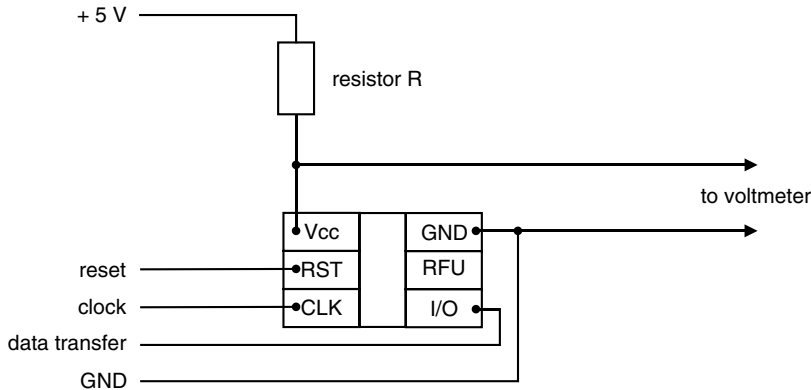 + 5 V
resistor R
to voltmeter
Vcc
GND
reset
RST
RFU
clock
CLK
I/O
data transfer
GND